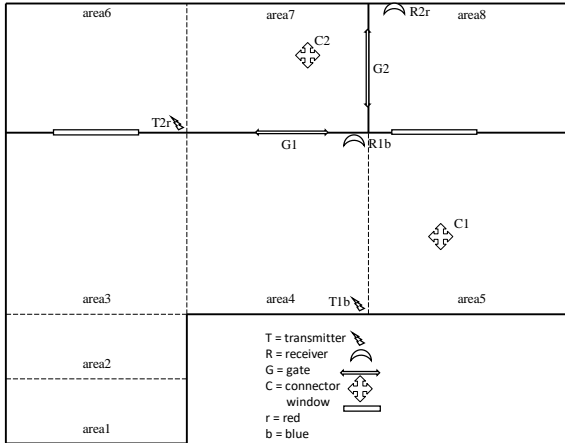 area6
area7
area8
R2r
C2
G2
T2r
G1
R1b
C1
area3
area4
T1b
area5
area2
area1
T = transmitter
R = receiver
G = gate
C = connector
window
r = red
b = blue